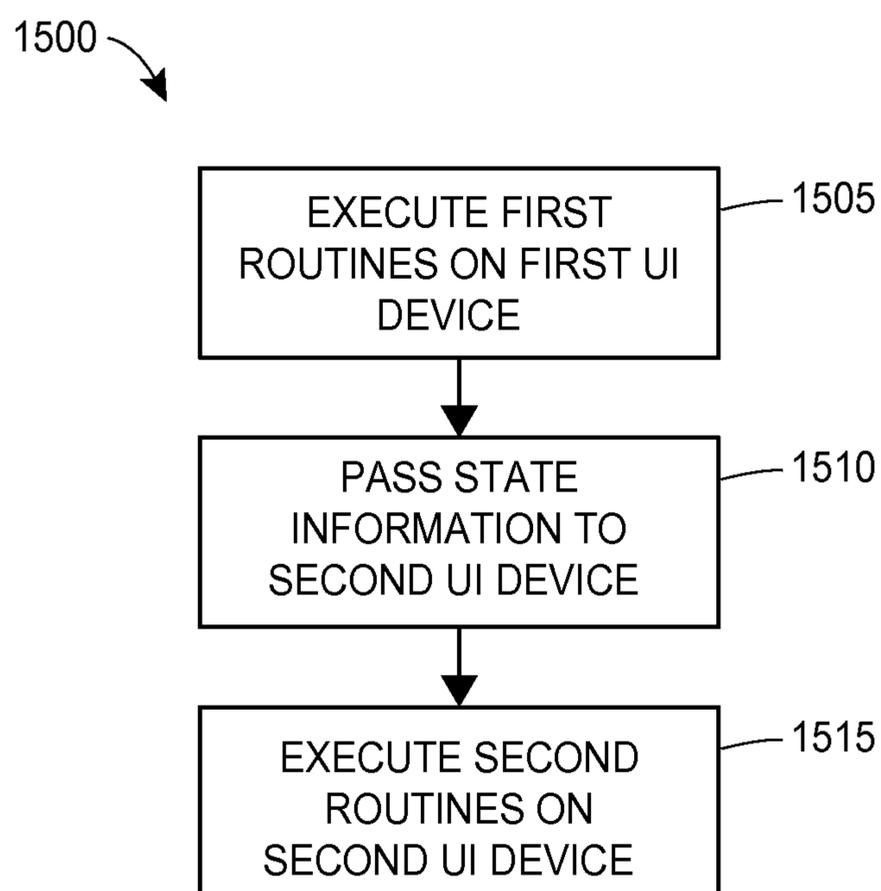 1500
EXECUTE FIRST
ROUTINES ON FIRST UI
DEVICE
1505
PASS STATE
INFORMATION TO
SECOND UI DEVICE
1510
EXECUTE SECOND
ROUTINES ON
SECOND UI DEVICE
1515